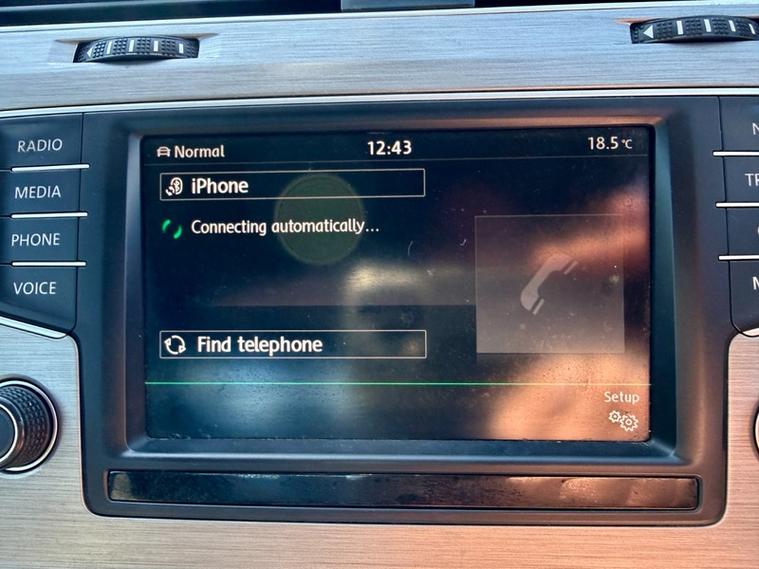 RADIO
MEDIA
PHONE
VOICE
Normal 12:43 18.5 °C
iPhone
Connecting automatically...
Find telephone
Setup